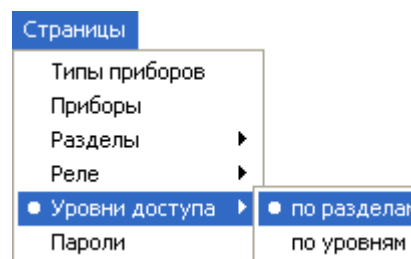 Страницы
Типы приборов
Приборы
Разделы
Реле
Уровни доступа
по разделам
Пароли
по уровням